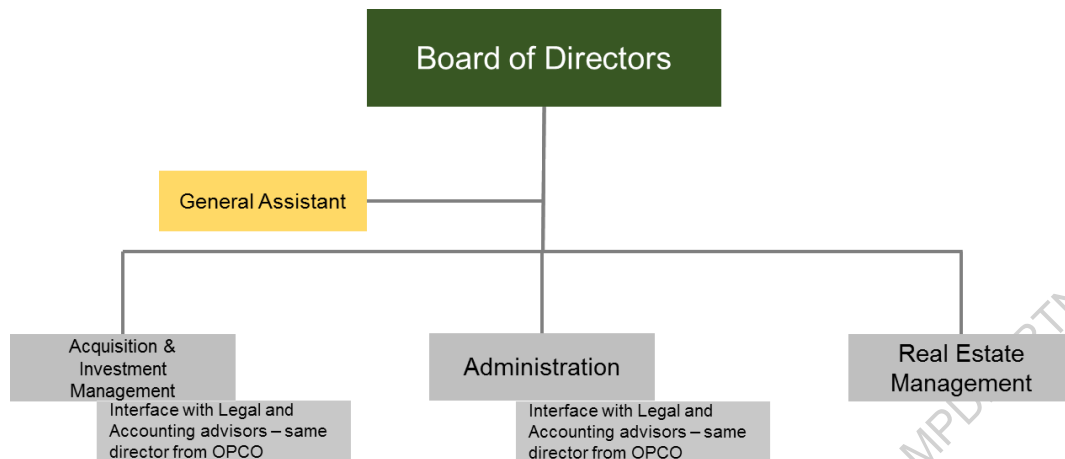 Board of Directors
General Assistant
Acquisition &
Investment
Management
Interface with Legal and
Accounting advisors – same
director from OPCO
Administration
Interface with Legal and
Accounting advisors – same
director from OPCO
Real Estate
Management